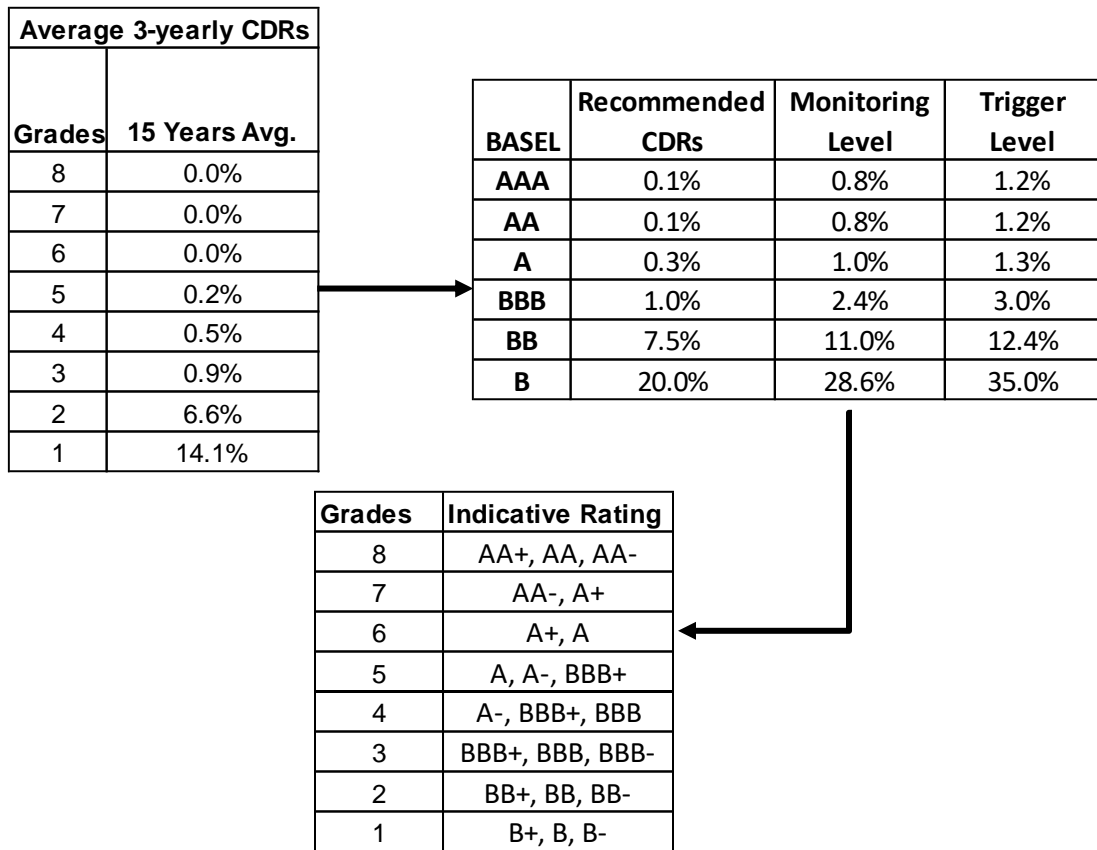 Average 3-yearly CDRs
Grades 15 Years Avg.
8 0.0%
7 0.0%
6 0.0%
5 0.2%
4 0.5%
3 0.9%
2 6.6%
1 14.1%
Recommended Monitoring Trigger
BASEL CDRs Level Level
AAA 0.1% 0.8% 1.2%
AA 0.1% 0.8% 1.2%
A 0.3% 1.0% 1.3%
BBB 1.0% 2.4% 3.0%
BB 7.5% 11.0% 12.4%
B 20.0% 28.6% 35.0%
Grades Indicative Rating
8 AA+, AA, AA-
7 AA-, A+
6 A+, A
5 A, A-, BBB+
4 A-, BBB+, BBB
3 BBB+, BBB, BBB-
2 BB+, BB, BB-
1 B+, B, B-